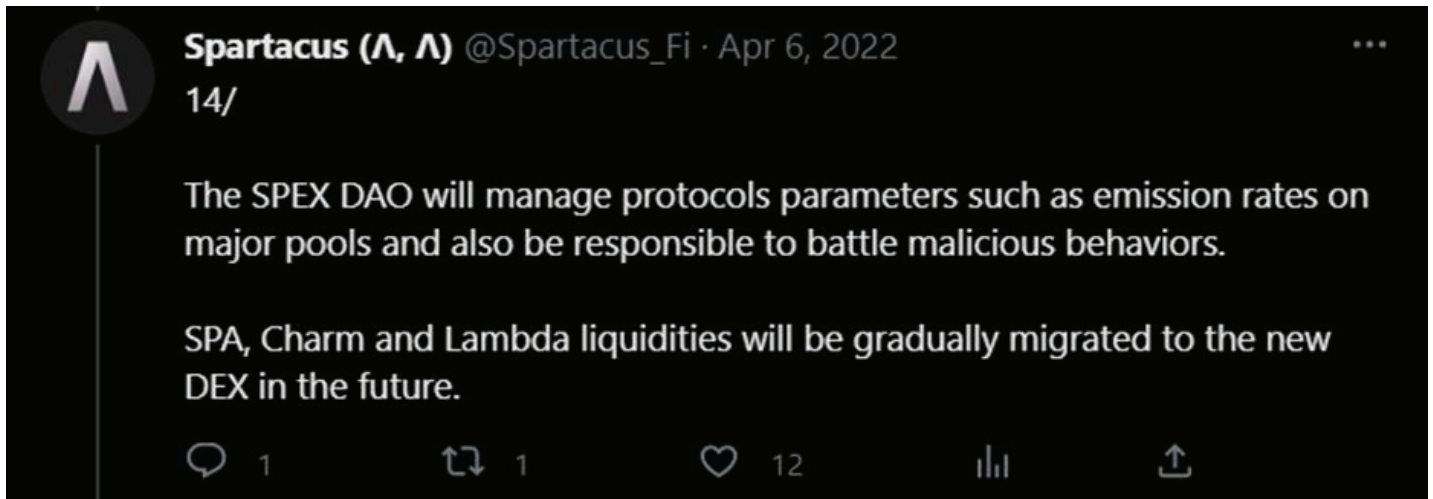 Spartacus (Λ, Λ) @Spartacus_Fi · Apr 6, 2022
14/
The SPEX DAO will manage protocols parameters such as emission rates on
major pools and also be responsible to battle malicious behaviors.
SPA, Charm and Lambda liquidities will be gradually migrated to the new
DEX in the future.
1 1 12